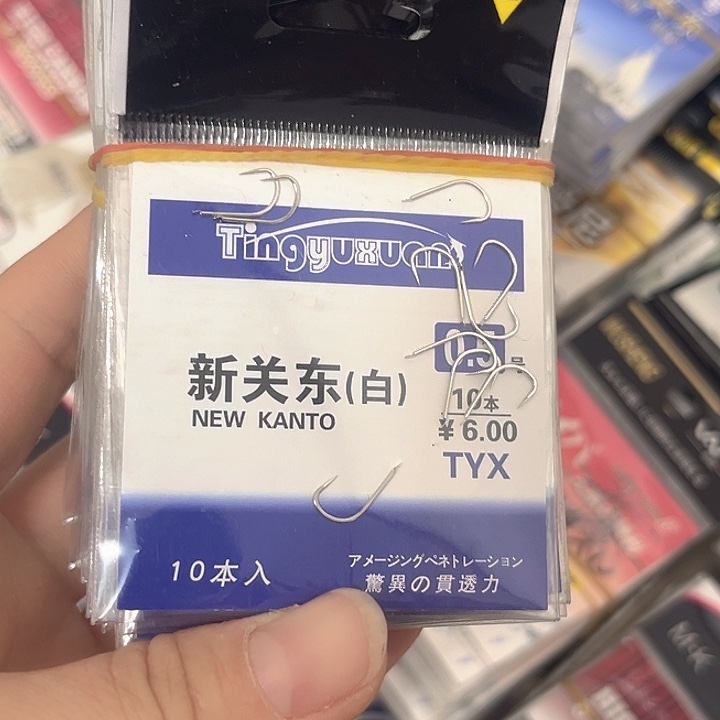 Tingyuxuan
0.5号
新关东(白)
NEW KANTO
10本
¥ 6.00
TYX
10本入
アメージングペネトレーション
驚異の貫透力
M·K